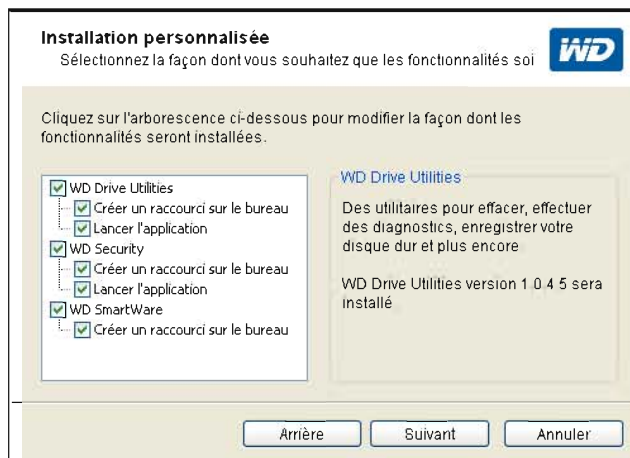 Installation personnalisée
Sélectionnez la façon dont vous souhaitez que les fonctionnalités soi
WD
Cliquez sur l'arborescence ci-dessous pour modifier la façon dont les
fonctionnalités seront installées.
WD Drive Utilities
Créer un raccourci sur le bureau
Lancer l'application
WD Security
Créer un raccourci sur le bureau
Lancer l'application
WD SmartWare
Créer un raccourci sur le bureau
WD Drive Utilities
Des utilitaires pour effacer, effectuer
des diagnostics, enregistrer votre
disque dur et plus encore
WD Drive Utilities version 1.0.4.5 sera
installé
Arrière
Suivant
Annuler